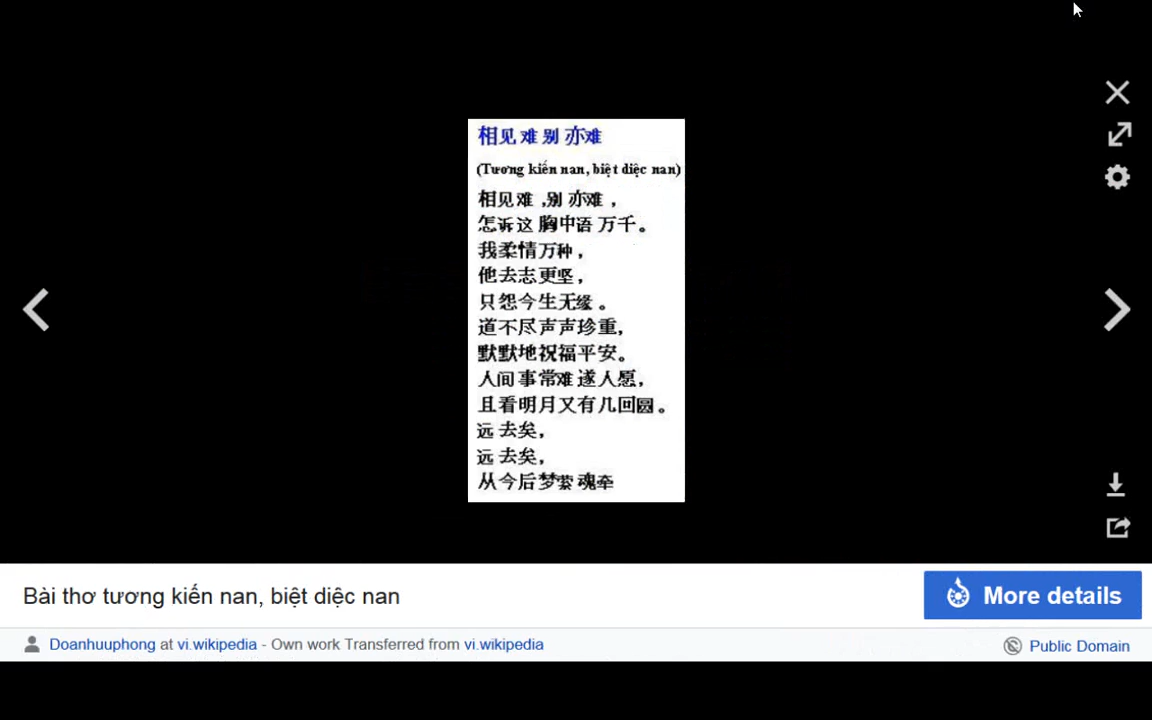 相见难别亦难
(Tương kiến nan, biệt diệc nan)
相见难,别亦难,
怎诉这胸中语万千。
我柔情万种,
他去志更坚,
只怨今生无缘。
道不尽声声珍重,
默默地祝福平安。
人间事常难遂人愿,
且看明月又有几回圆。
远去矣,
远去矣,
从今后梦萦魂牵
Bài thơ tương kiến nan, biệt diệc nan
More details
Doanhuuphong at vi.wikipedia - Own work Transferred from vi.wikipedia
Public Domain